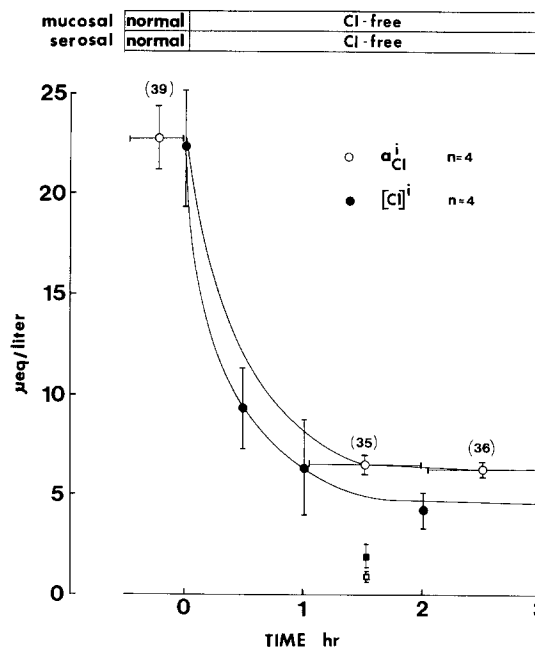 mucosal normal Cl-free
serosal normal Cl-free
25
20
15
10
5
0
μeq/liter
(39)
○ a^i_Cl n=4
● [Cl]^i n=4
(35)
(36)
0 1 2 3
TIME hr